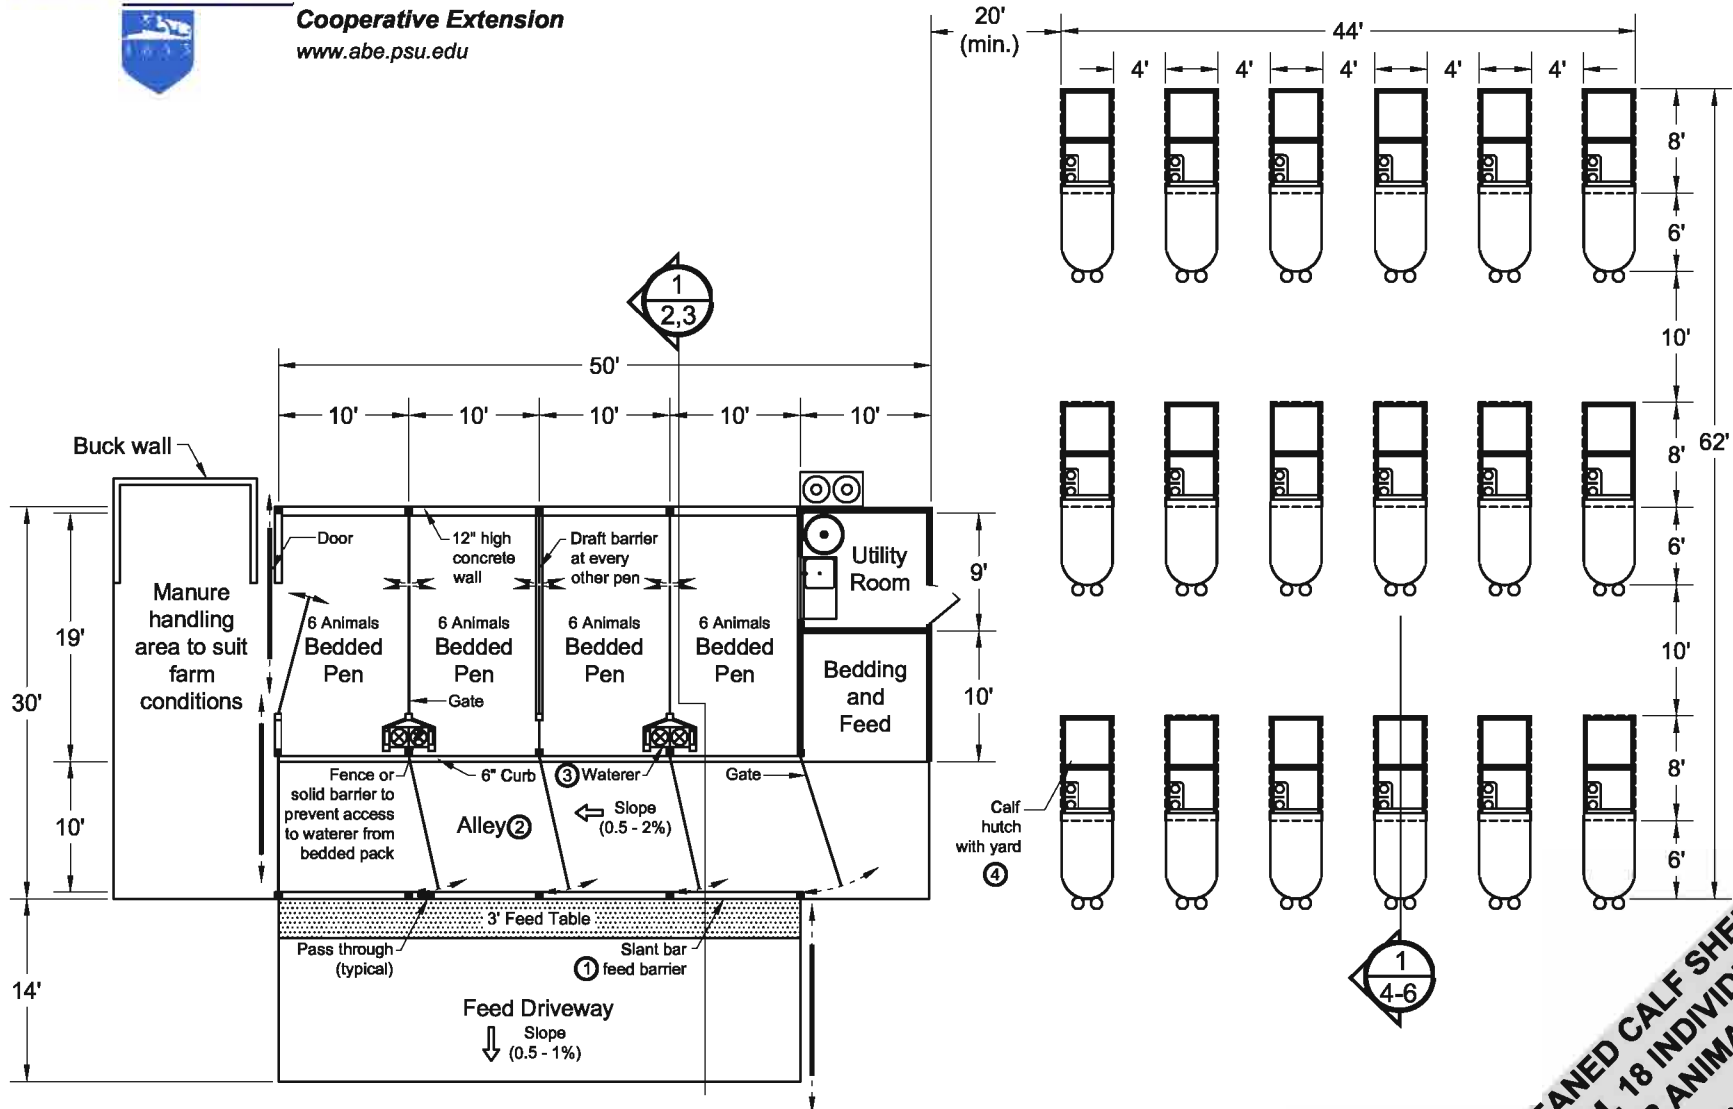 Cooperative Extension
www.abe.psu.edu
20'
(min.)
44'
4'
4'
4'
4'
4'
8'
6'
10'
8'
6'
10'
8'
6'
62'
1
2,3
50'
10'
10'
10'
10'
10'
Buck wall
Door
12" high
concrete
wall
Draft barrier
at every
other pen
Utility
Room
9'
Manure
handling
area to suit
farm
conditions
30'
19'
10'
14'
6 Animals
Bedded
Pen
6 Animals
Bedded
Pen
6 Animals
Bedded
Pen
6 Animals
Bedded
Pen
Bedding
and
Feed
10'
Gate
Fence or
solid barrier to
prevent access
to waterer from
bedded pack
6" Curb
3 Waterer
Gate
Alley 2
Slope
(0.5 - 2%)
Calf
hutch
with yard
4
3' Feed Table
Pass through
(typical)
Slant bar
1 feed barrier
Feed Driveway
Slope
(0.5 - 1%)
1
4-6
CALF
18